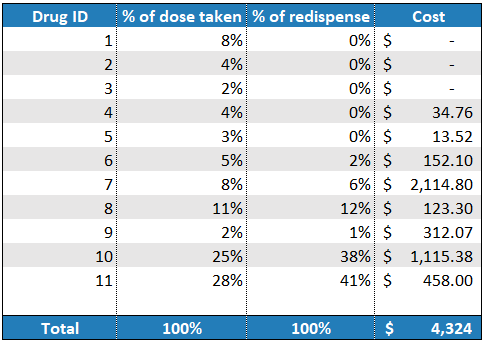 Drug ID % of dose taken % of redispense Cost
1 8% 0% $ -
2 4% 0% $ -
3 2% 0% $ -
4 4% 0% $ 34.76
5 3% 0% $ 13.52
6 5% 2% $ 152.10
7 8% 6% $ 2,114.80
8 11% 12% $ 123.30
9 2% 1% $ 312.07
10 25% 38% $ 1,115.38
11 28% 41% $ 458.00
Total 100% 100% $ 4,324